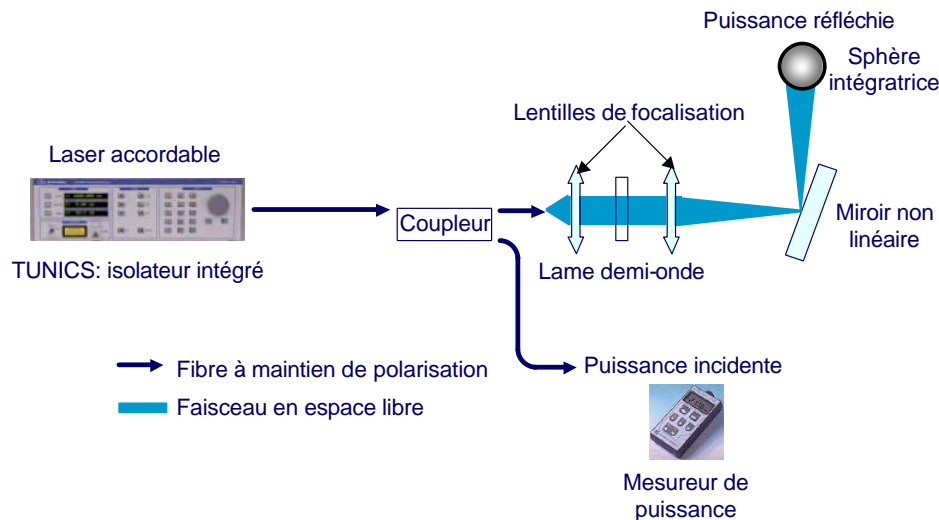 Puissance réfléchie
Sphère
intégratrice
Lentilles de focalisation
Laser accordable
Coupleur
Miroir non
linéaire
TUNICS: isolateur intégré
Lame demi-onde
Fibre à maintien de polarisation
Puissance incidente
Faisceau en espace libre
Mesureur de
puissance